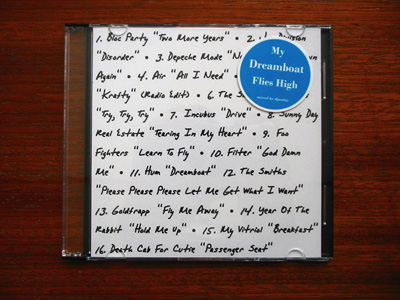 1. Bloc Party "Two More Years" • 2. Division
"Disorder" • 3. Depeche Mode
Again" • 4. Air "All I Need" •
"Kratty" (Radio Edit) • 6. The
"Try, Try, Try" • 7. Incubus "Drive" • 8. Sunny Day
Real Estate "Tearing In My Heart" • 9. Foo
Fighters "Learn To Fly" • 10. Filter "God Damn
Me" • 11. Hum "Dreamboat" 12. The Smiths
"Please Please Please Let Me Get What I Want"
13. Goldfrapp "Fly Me Away" • 14. Year Of The
Rabbit "Hold Me Up" • 15. My Vitriol "Breakfast"
16. Death Cab For Cutie "Passenger Seat"
My
Dreamboat
Flies High
mixed by